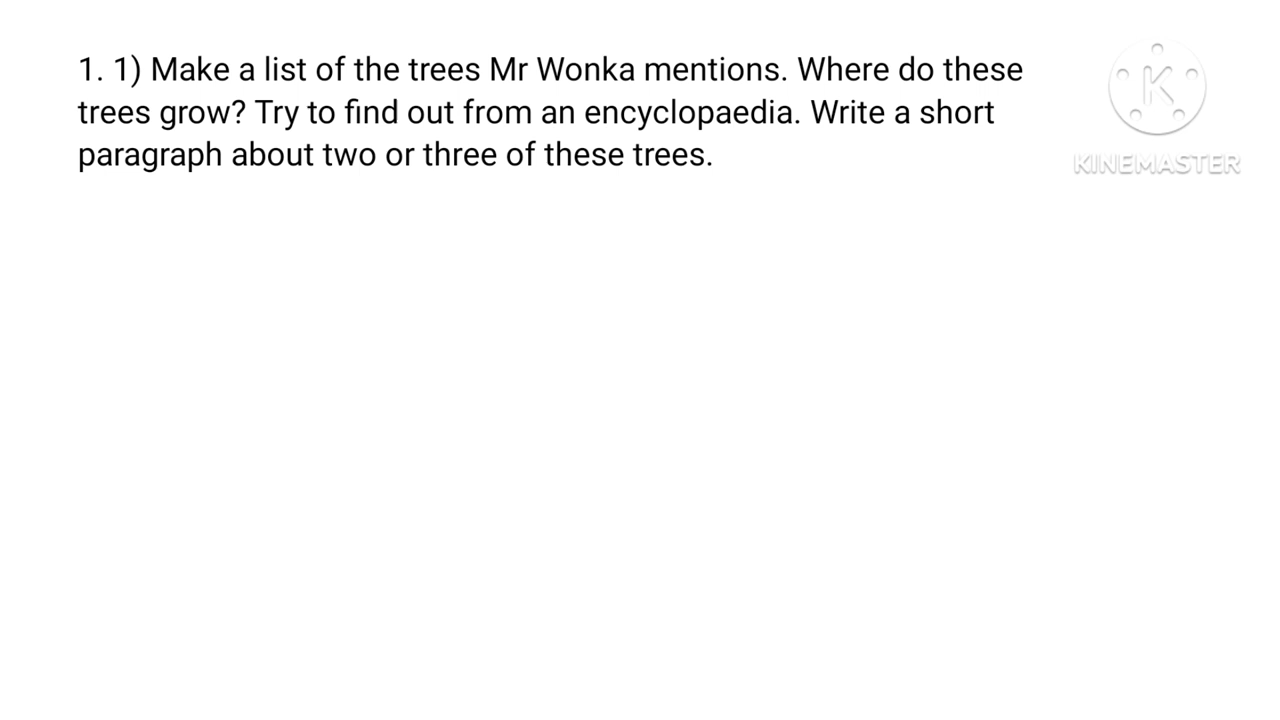 1. 1) Make a list of the trees Mr Wonka mentions. Where do these
trees grow? Try to find out from an encyclopaedia. Write a short
paragraph about two or three of these trees.
K
KINEMASTER